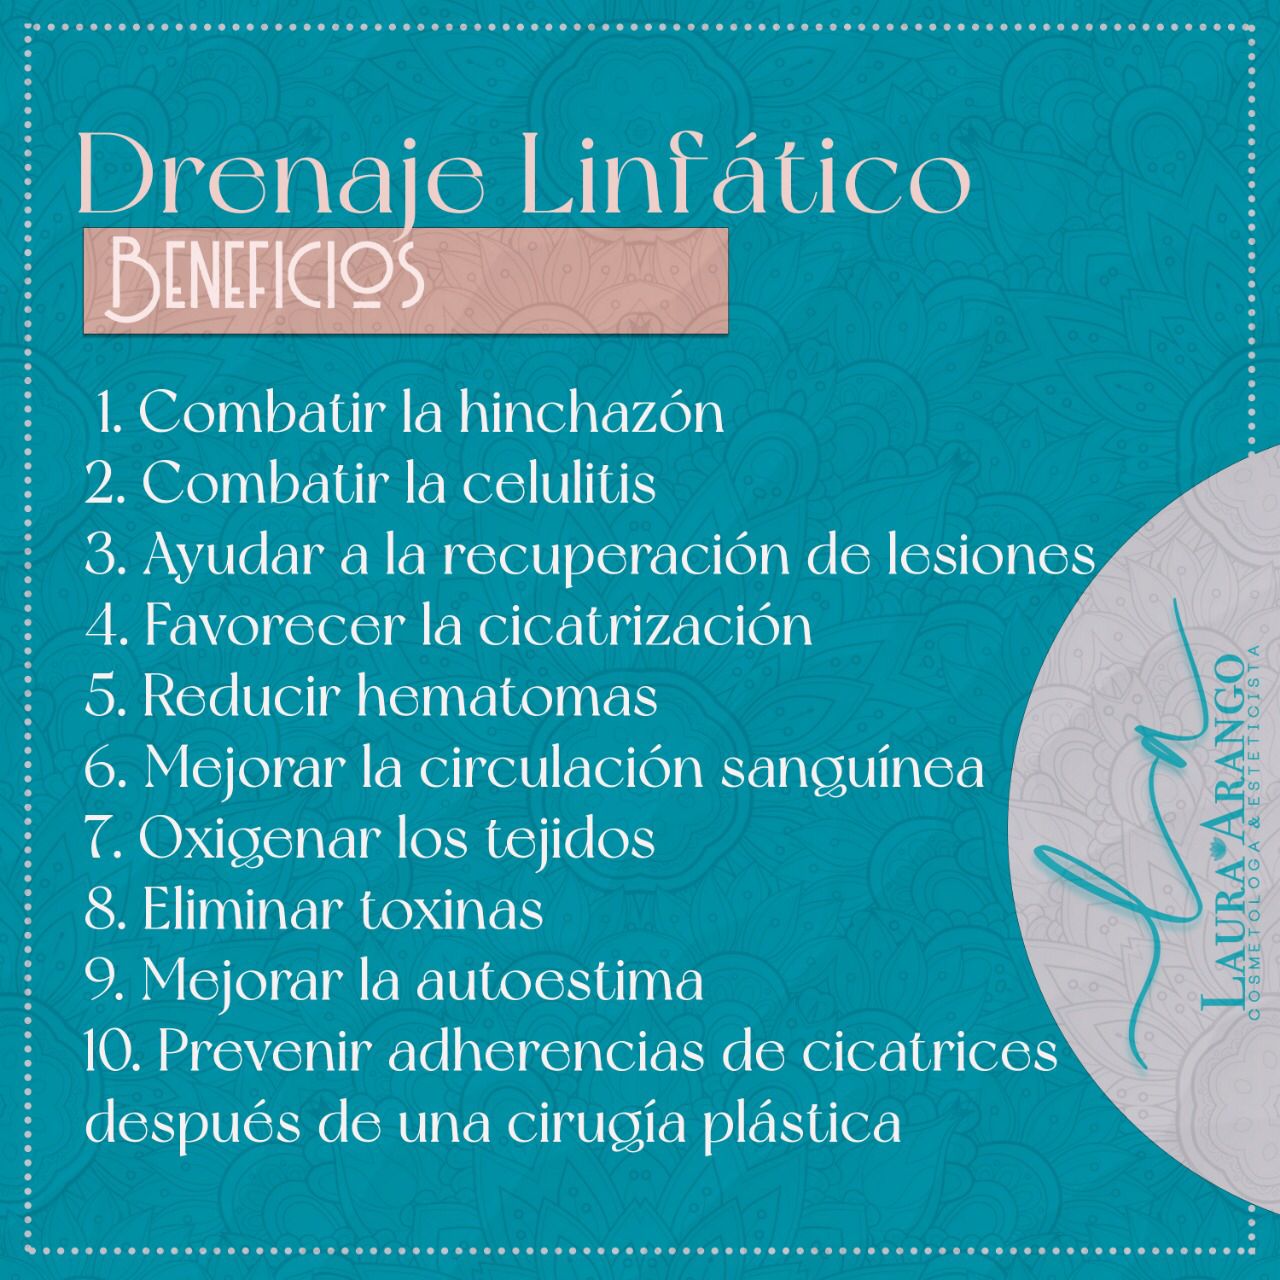 Drenaje Linfático
BENEFICIOS
1. Combatir la hinchazón
2. Combatir la celulitis
3. Ayudar a la recuperación de lesiones
4. Favorecer la cicatrización
5. Reducir hematomas
6. Mejorar la circulación sanguínea
7. Oxigenar los tejidos
8. Eliminar toxinas
9. Mejorar la autoestima
10. Prevenir adherencias de cicatrices
después de una cirugía plástica
la
LAURA ARANGO
COSMETOLOGA & ESTETICISTA